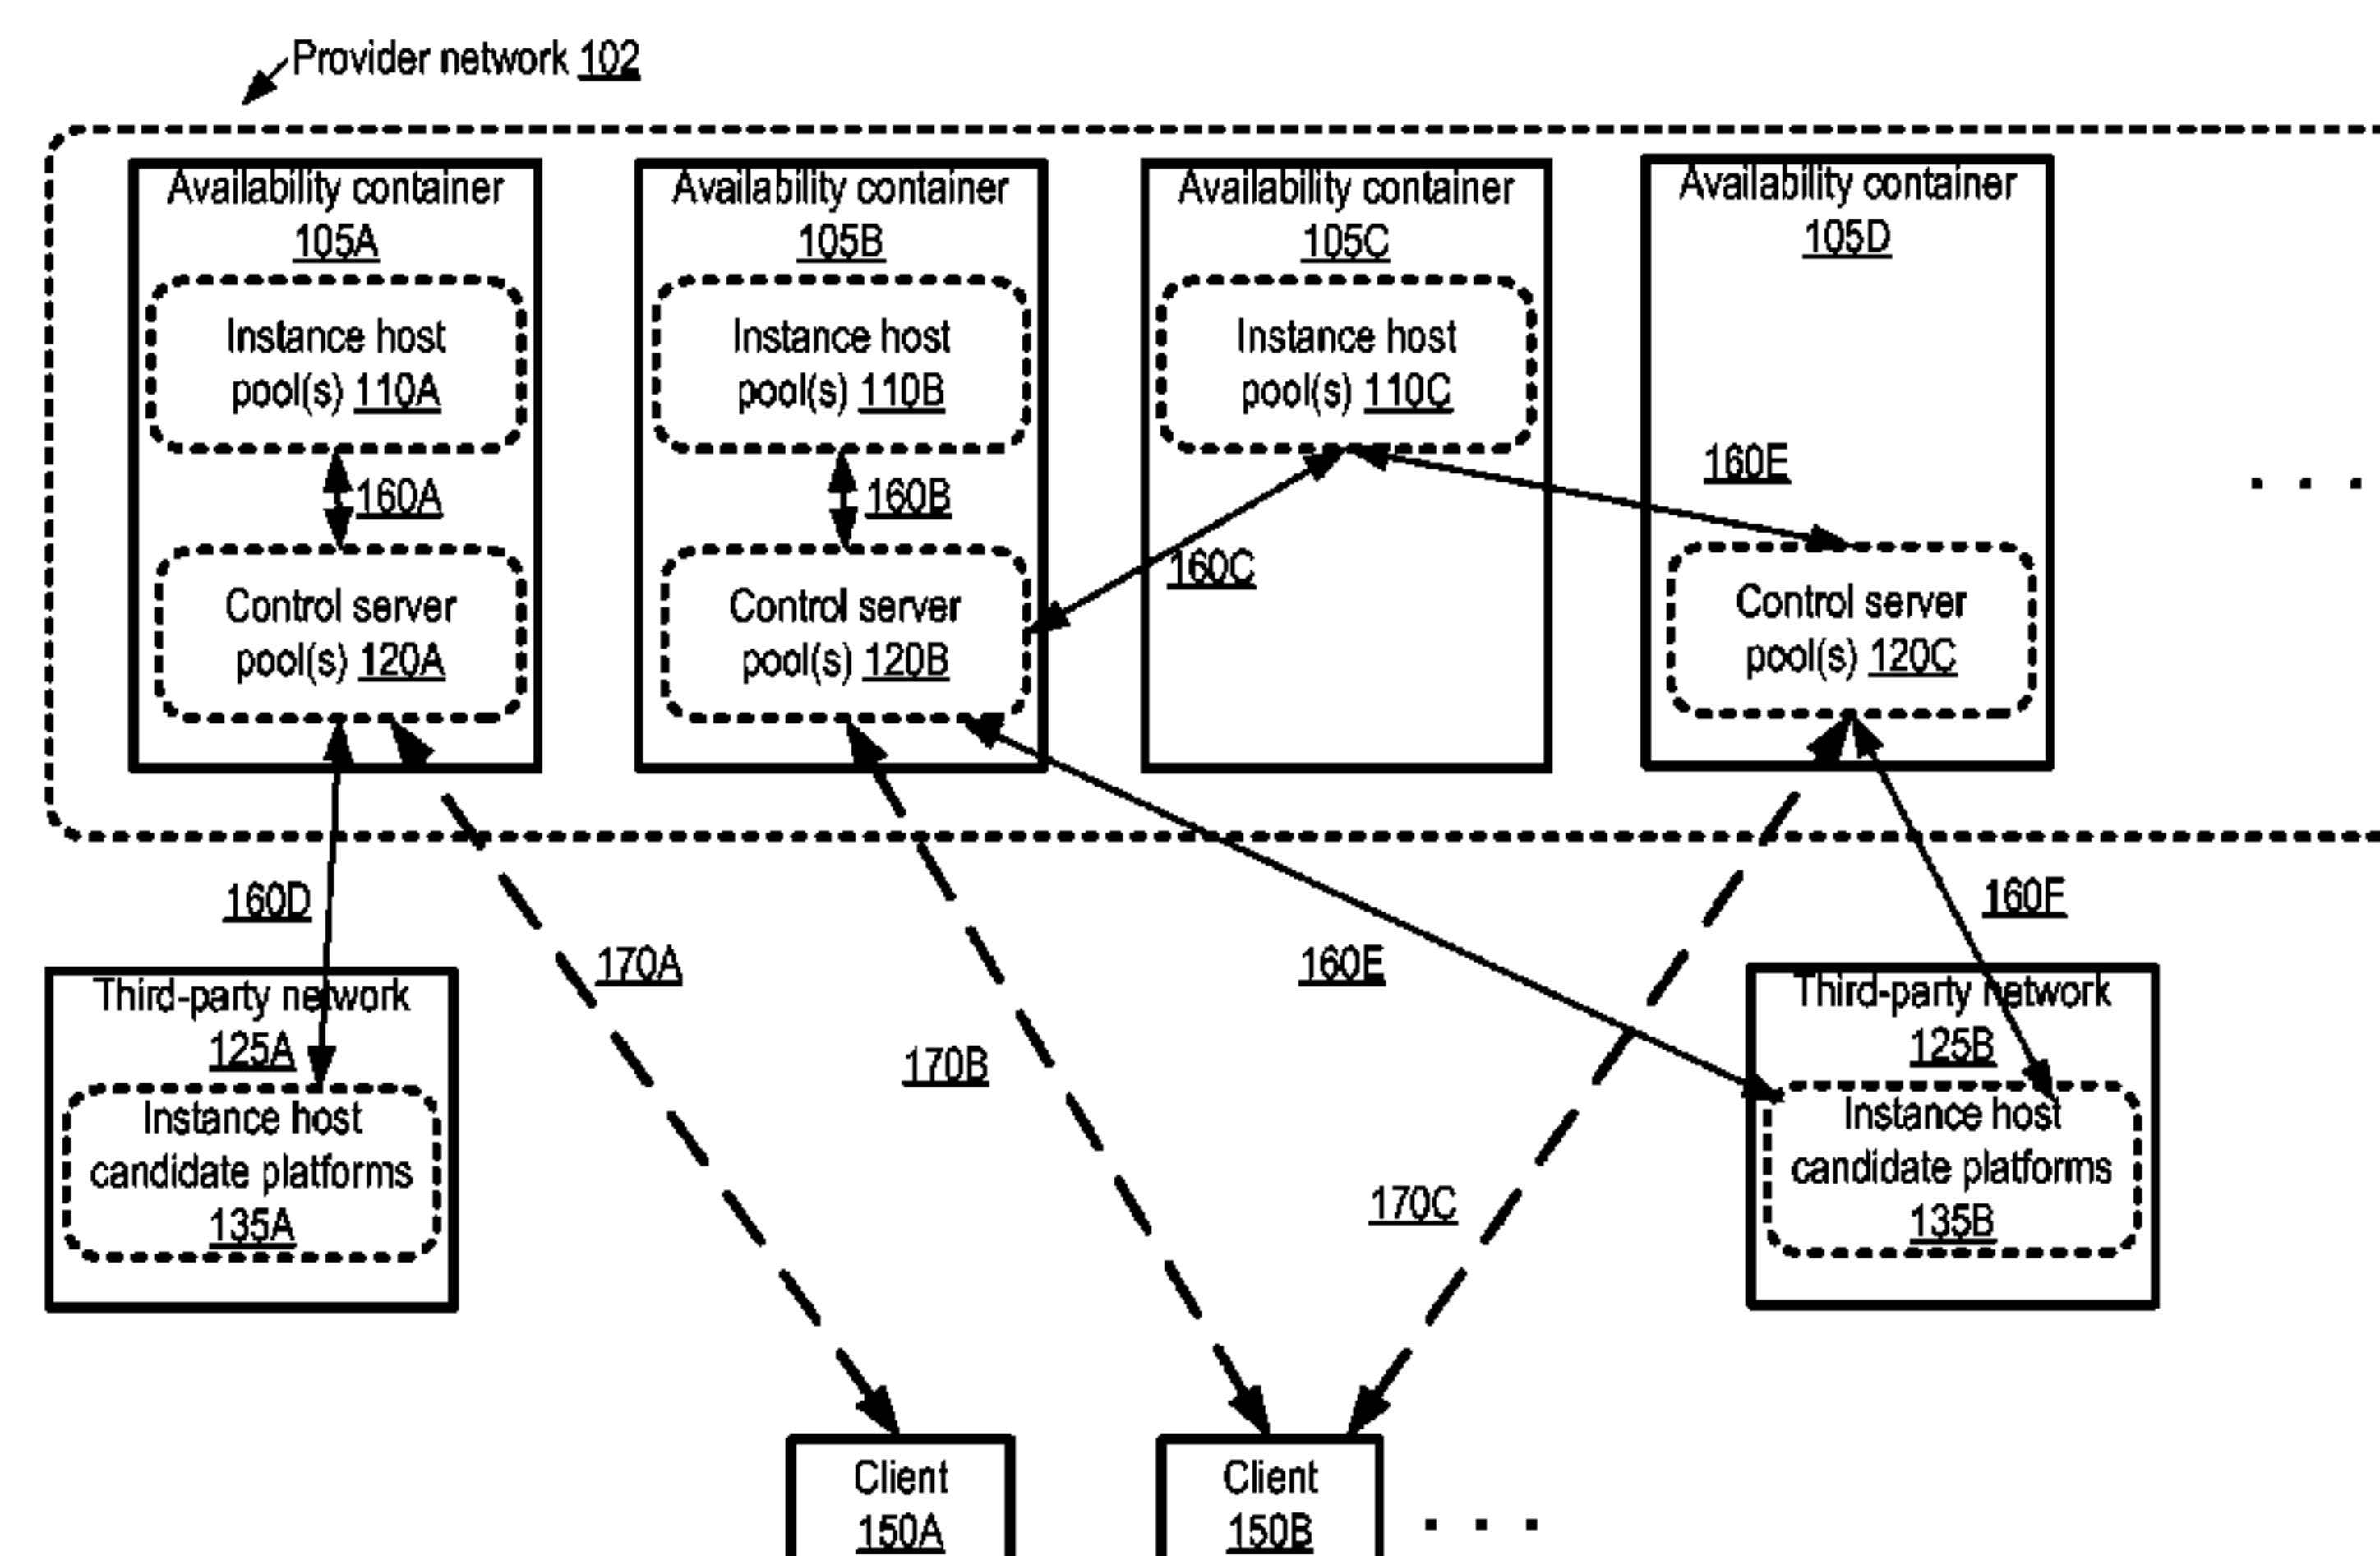 Provider network 102
Availability container
105A
Instance host
pool(s) 110A
160A
Control server
pool(s) 120A
Availability container
105B
Instance host
pool(s) 110B
160B
Control server
pool(s) 120B
Availability container
105C
Instance host
pool(s) 110C
160C
Availability container
105D
160E
Control server
pool(s) 120C
. . .
160D
170A
170B
160E
170C
160F
Third-party network
125A
Instance host
candidate platforms
135A
Third-party network
125B
Instance host
candidate platforms
135B
Client
150A
Client
150B
. . .